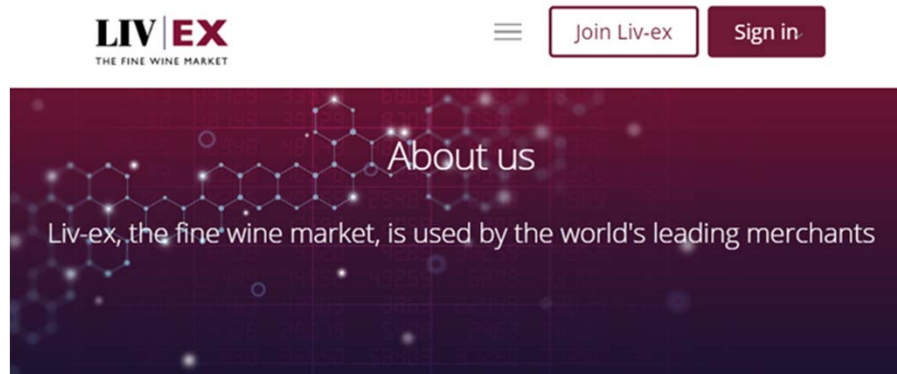 LIV EX
THE FINE WINE MARKET
Join Liv-ex
Sign in
About us
Liv-ex, the fine wine market, is used by the world's leading merchants